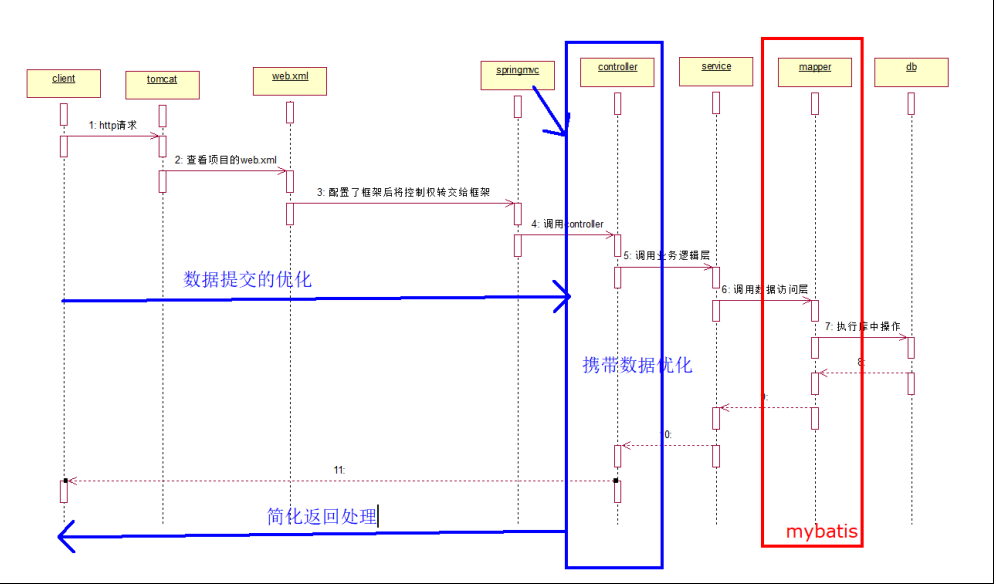 client
tomcat
web.xml
springmvc
controller
service
mapper
db
1: http请求
2: 查看项目的web.xml
3: 配置了框架后将控制权转交给框架
4: 调用controller
5: 调用业务逻辑层
数据提交的优化
6: 调用数据访问层
7: 执行库中操作
携带数据优化
8:
9:
10:
11:
简化返回处理
mybatis